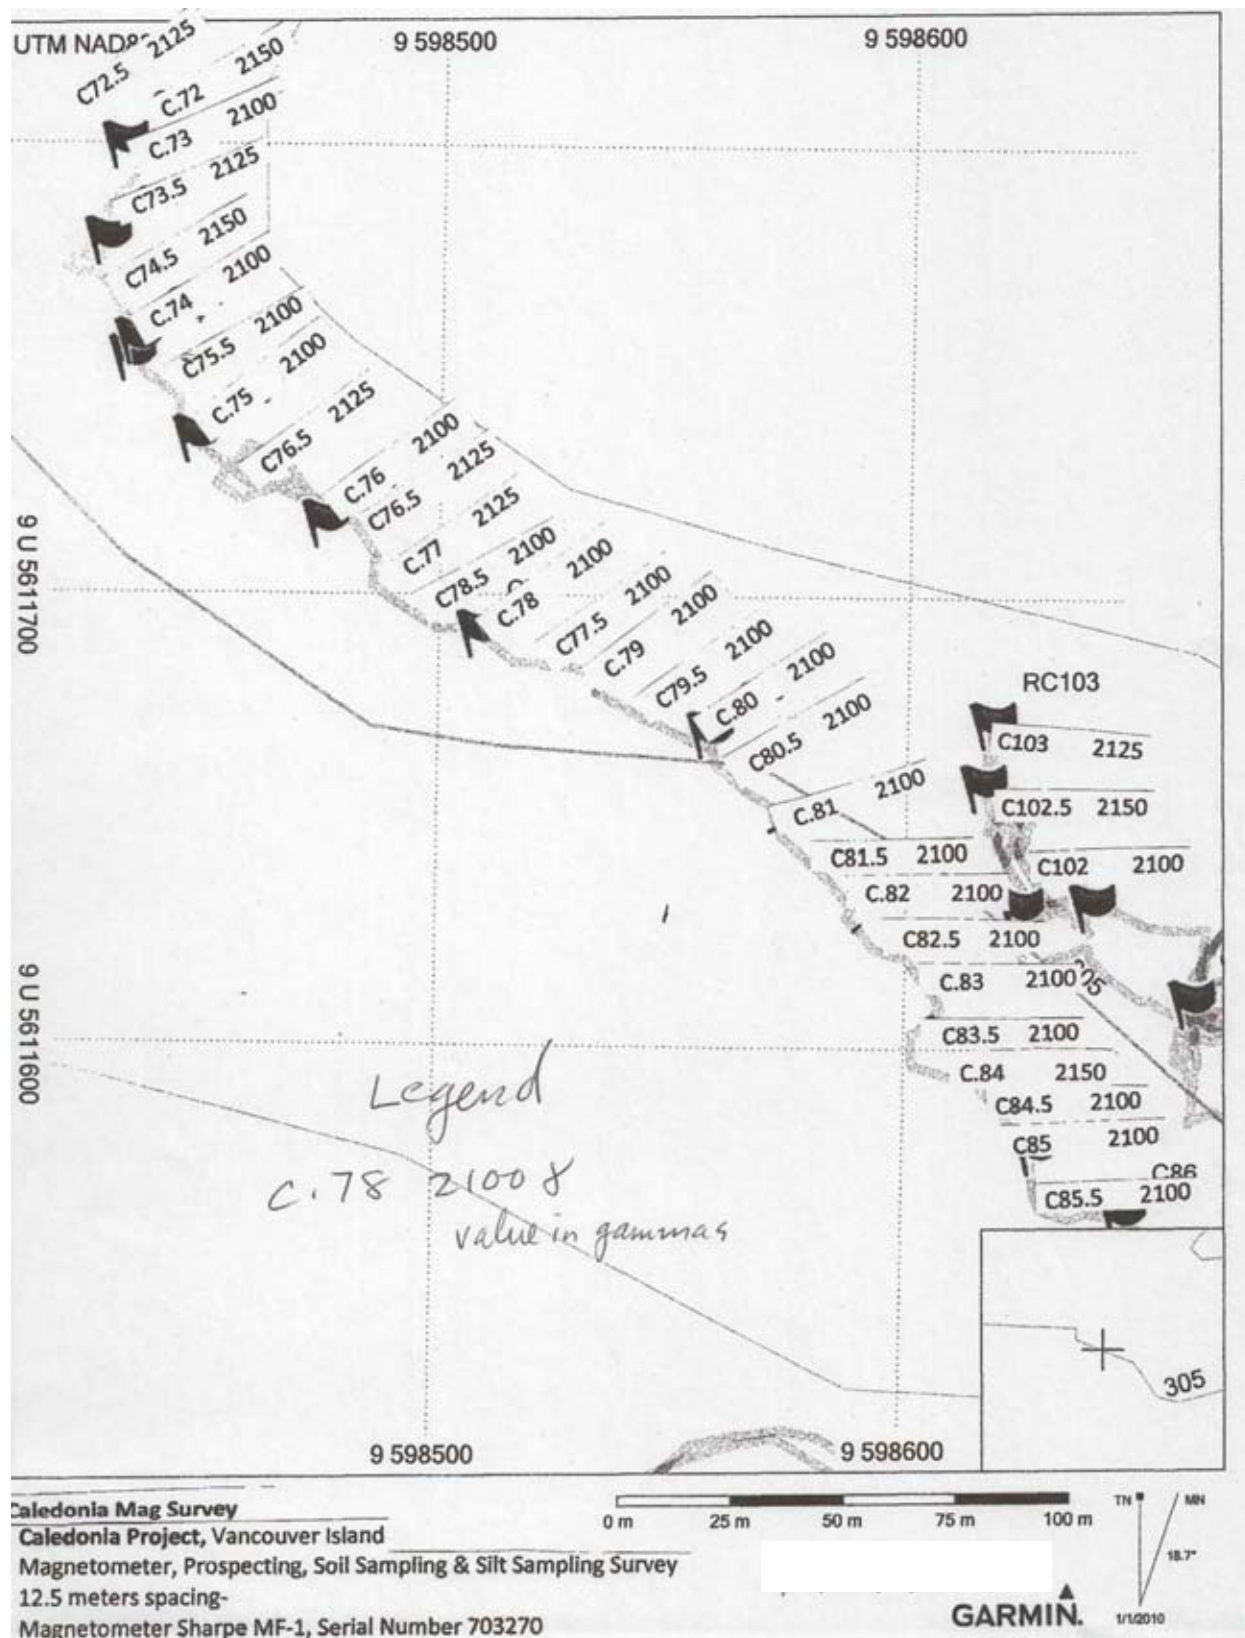 UTM NAD
9 598500
9 598600
C72.5 2125
C.72 2150
C.73 2100
C73.5 2125
C74.5 2150
C.74 2100
C75.5 2100
C.75 2100
C76.5 2125
C.76 2100
C76.5 2125
C.77 2125
C78.5 2100
C.78 2100
C77.5 2100
C.79 2100
C79.5 2100
C.80 2100
C80.5 2100
C.81 2100
C81.5 2100
C.82 2100
C82.5 2100
C.83 2100
C83.5 2100
C.84 2150
C84.5 2100
C85 2100
C86
C85.5 2100
RC103
C103 2125
C102.5 2150
C102 2100
9 U 5611700
9 U 5611600
Legend
C.78 2100 γ
value in gammas
305
9 598500
9 598600
Caledonia Mag Survey
Caledonia Project, Vancouver Island
Magnetometer, Prospecting, Soil Sampling & Silt Sampling Survey
12.5 meters spacing-
Magnetometer Sharpe MF-1, Serial Number 703270
0 m 25 m 50 m 75 m 100 m
GARMIN.
TN MN
18.7°
1/1/2010